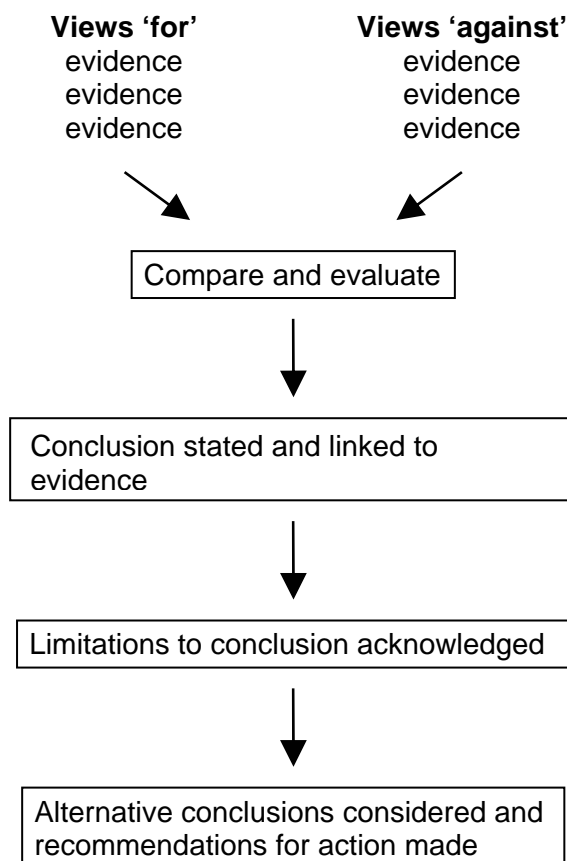 Views ‘for’
evidence
evidence
evidence
Views ‘against’
evidence
evidence
evidence
Compare and evaluate
Conclusion stated and linked to
evidence
Limitations to conclusion acknowledged
Alternative conclusions considered and
recommendations for action made